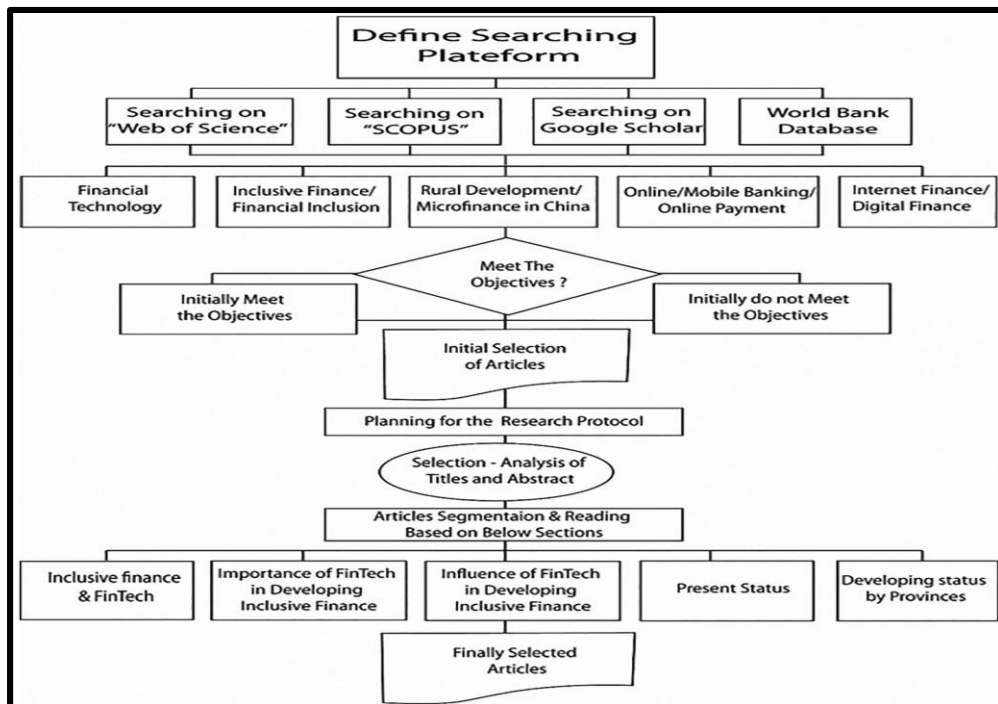 Define Searching
Plateform
Searching on
"Web of Science"
Searching on
"SCOPUS"
Searching on
Google Scholar
World Bank
Database
Financial
Technology
Inclusive Finance/
Financial Inclusion
Rural Development/
Microfinance in China
Online/Mobile Banking/
Online Payment
Internet Finance/
Digital Finance
Meet The
Objectives ?
Initially Meet
the Objectives
Initially do not Meet
the Objectives
Initial Selection
of Articles
Planning for the Research Protocol
Selection - Analysis of
Titles and Abstract
Articles Segmentaion & Reading
Based on Below Sections
Inclusive finance
& FinTech
Importance of FinTech
in Developing
Inclusive Finance
Influence of FinTech
in Developing
Inclusive Finance
Present Status
Developing status
by Provinces
Finally Selected
Articles